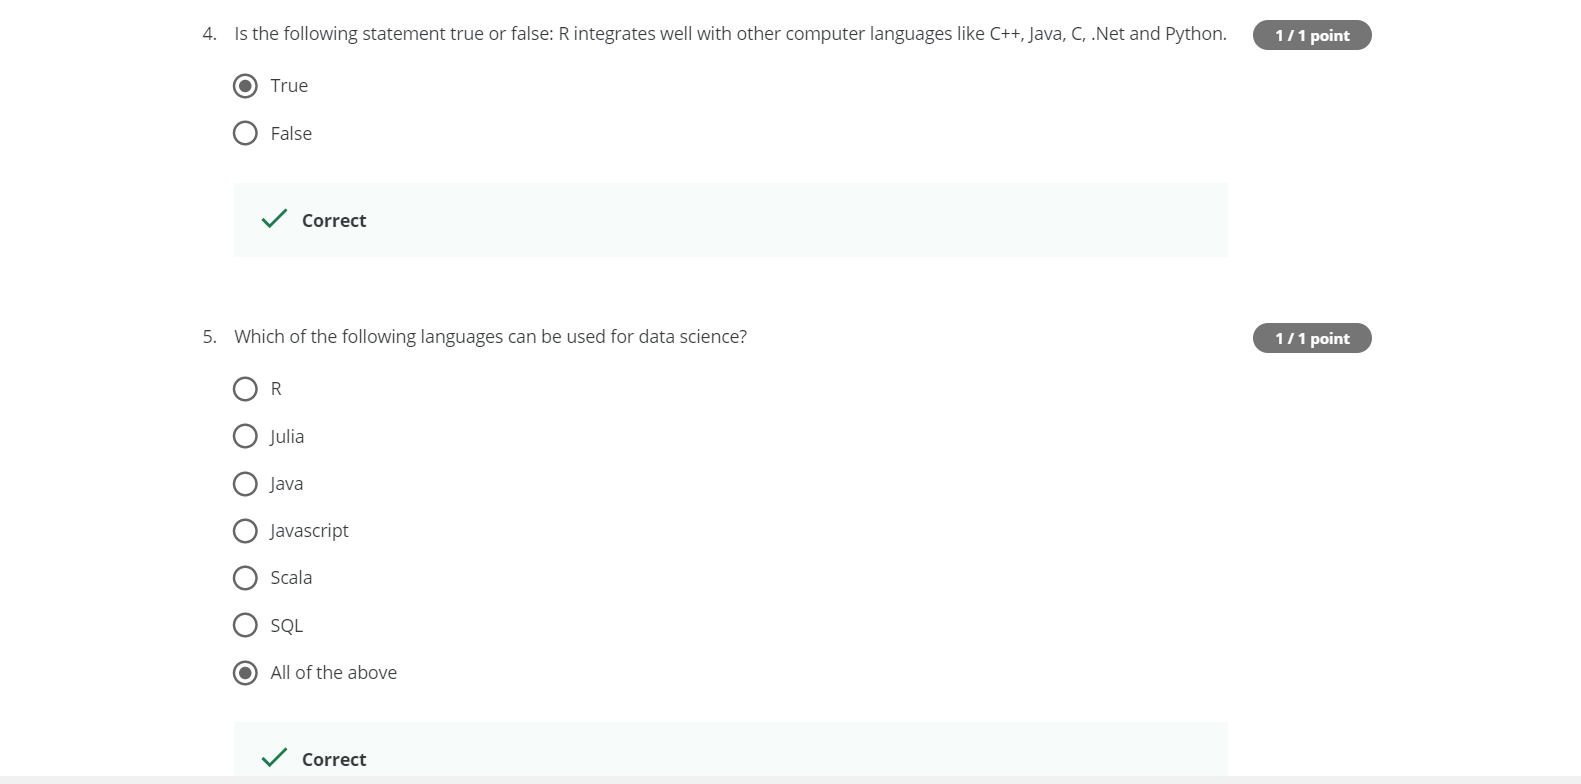 4. Is the following statement true or false: R integrates well with other computer languages like C++, Java, C, .Net and Python. 1 / 1 point
True
False
Correct
5. Which of the following languages can be used for data science? 1 / 1 point
R
Julia
Java
Javascript
Scala
SQL
All of the above
Correct